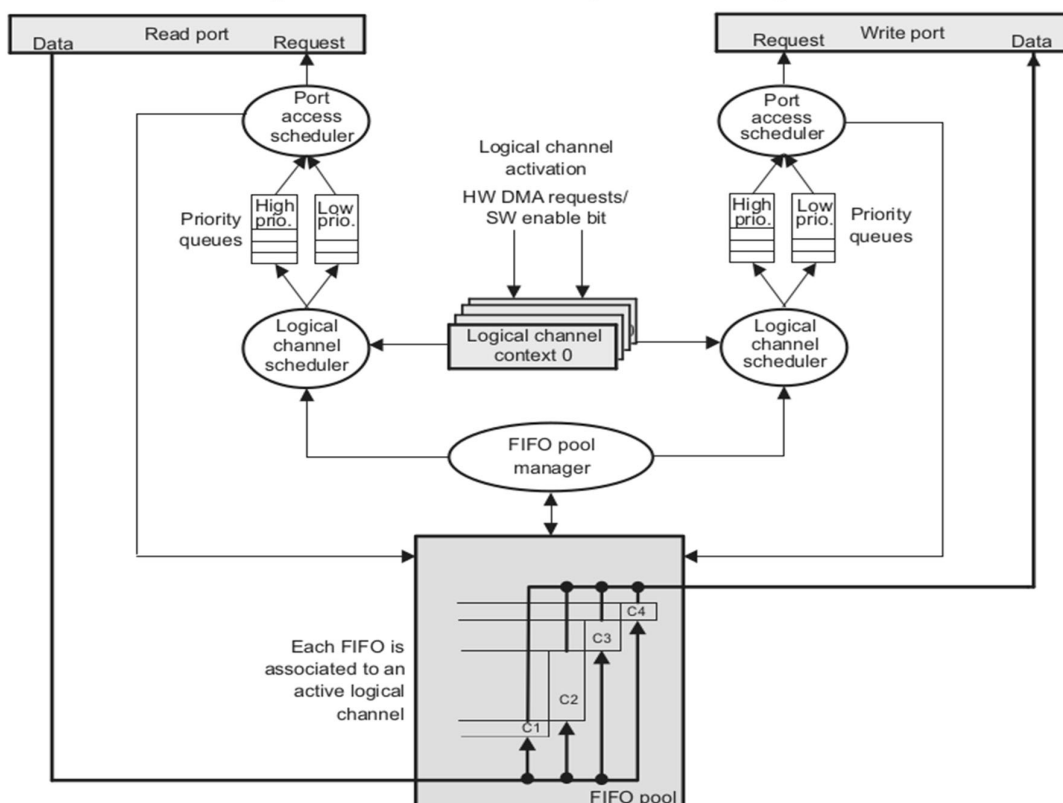 Read port
Data
Request
Write port
Request
Data
Port
access
scheduler
Port
access
scheduler
Logical channel
activation
HW DMA requests/
SW enable bit
Priority
queues
High
prio.
Low
prio.
High
prio.
Low
prio.
Priority
queues
Logical
channel
scheduler
Logical channel
context 0
Logical
channel
scheduler
FIFO pool
manager
Each FIFO is
associated to an
active logical
channel
C4
C3
C2
C1
FIFO pool